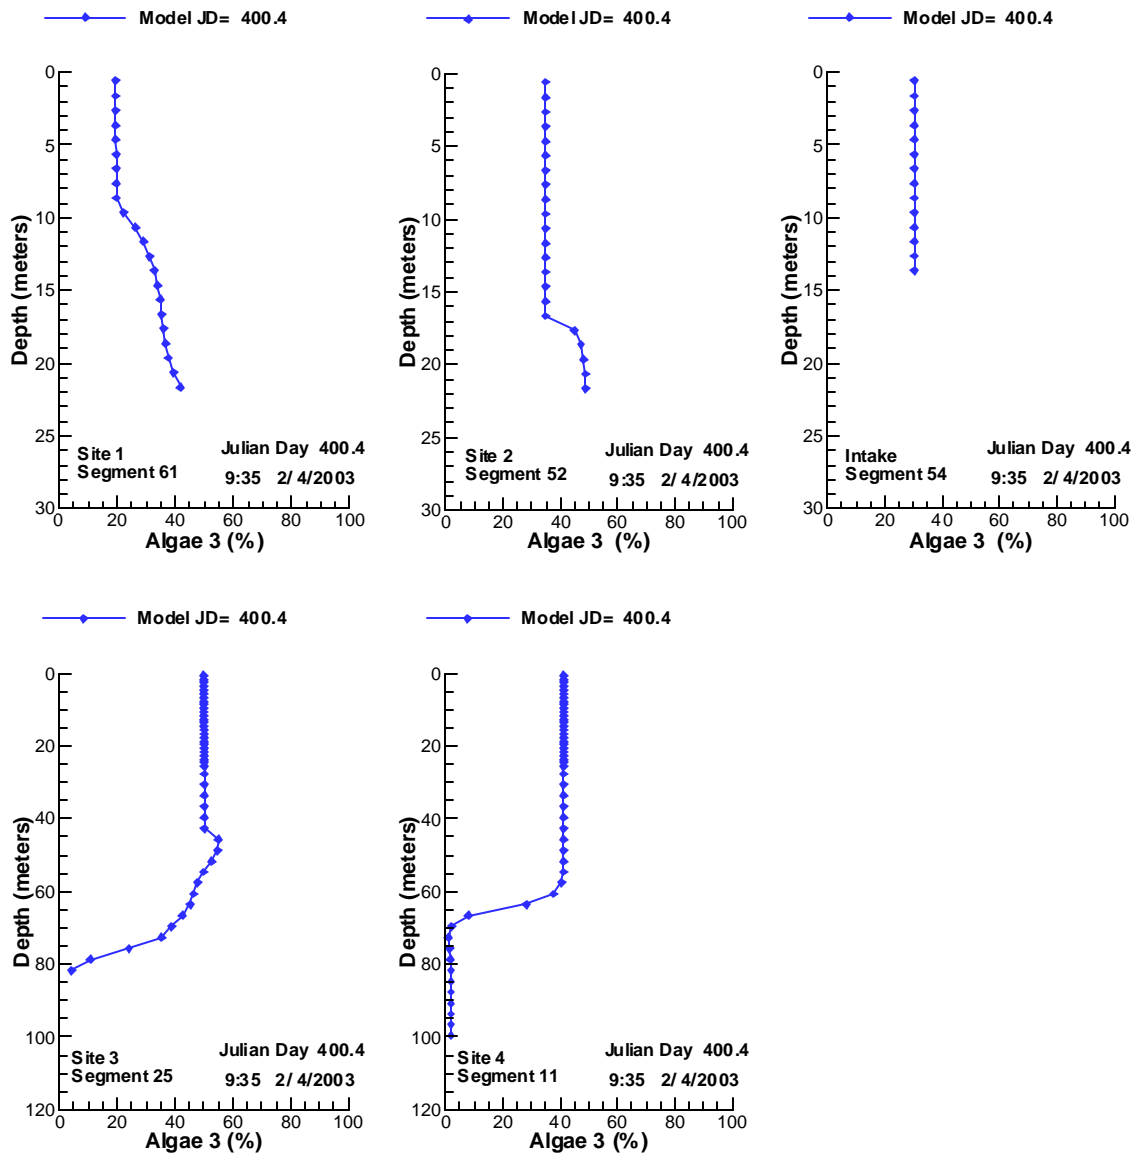 Model JD= 400.4
Model JD= 400.4
Model JD= 400.4
0
5
10
15
20
25
30
Depth (meters)
Site 1
Segment 61
Julian Day 400.4
9:35 2/ 4/2003
0 20 40 60 80 100
Algae 3 (%)
0
5
10
15
20
25
30
Depth (meters)
Site 2
Segment 52
Julian Day 400.4
9:35 2/ 4/2003
0 20 40 60 80 100
Algae 3 (%)
0
5
10
15
20
25
30
Depth (meters)
Intake
Segment 54
Julian Day 400.4
9:35 2/ 4/2003
0 20 40 60 80 100
Algae 3 (%)
Model JD= 400.4
Model JD= 400.4
0
20
40
60
80
100
120
Depth (meters)
Site 3
Segment 25
Julian Day 400.4
9:35 2/ 4/2003
0 20 40 60 80 100
Algae 3 (%)
0
20
40
60
80
100
120
Depth (meters)
Site 4
Segment 11
Julian Day 400.4
9:35 2/ 4/2003
0 20 40 60 80 100
Algae 3 (%)